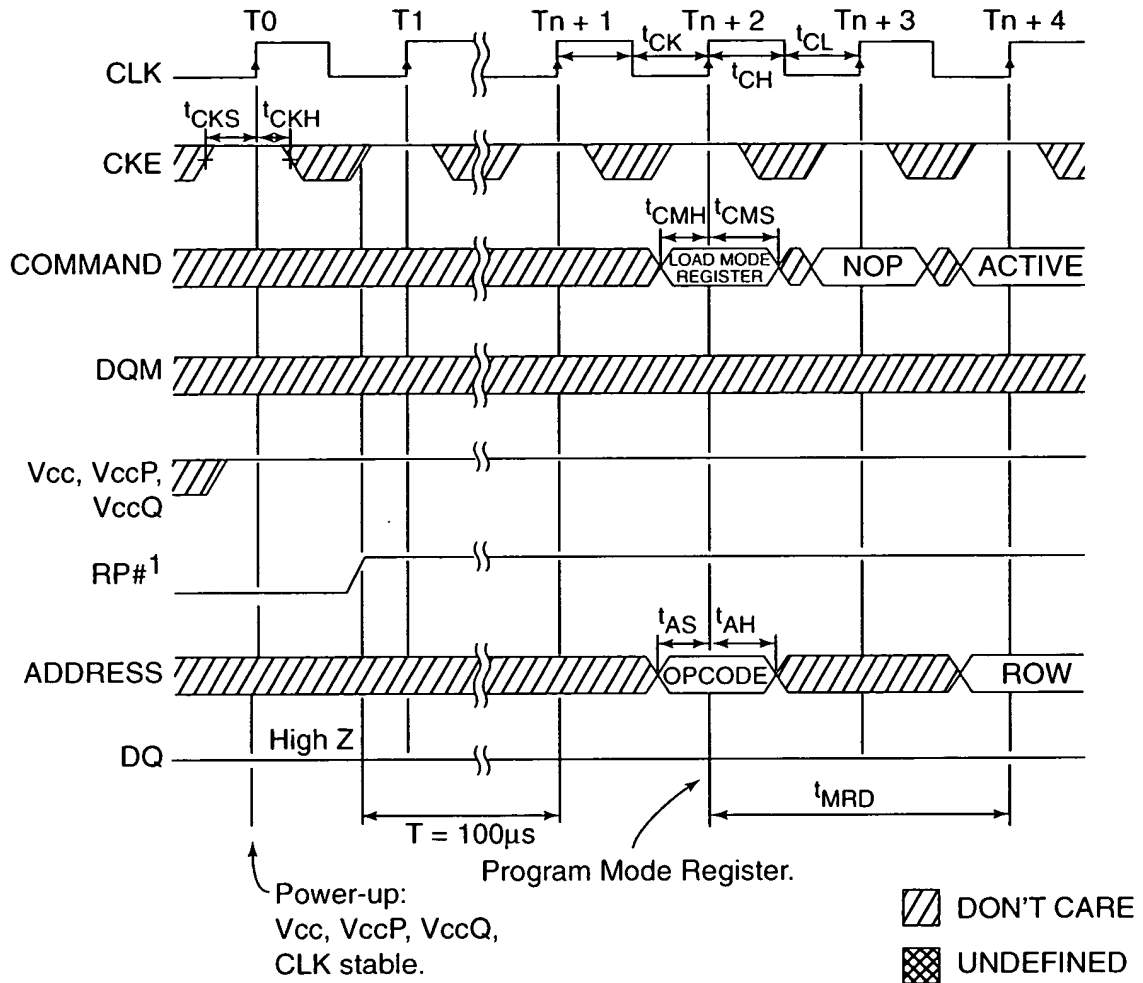 T0 T1 Tn + 1 Tn + 2 Tn + 3 Tn + 4
tCK tCL
CLK
tCH
tCKS tCKH
CKE
tCMH tCMS
COMMAND LOAD MODE REGISTER NOP ACTIVE
DQM
Vcc, VccP,
VccQ
RP#1
tAS tAH
ADDRESS OPCODE ROW
High Z
DQ
tMRD
T = 100µs
Program Mode Register.
Power-up:
Vcc, VccP, VccQ,
CLK stable.
DON'T CARE
UNDEFINED